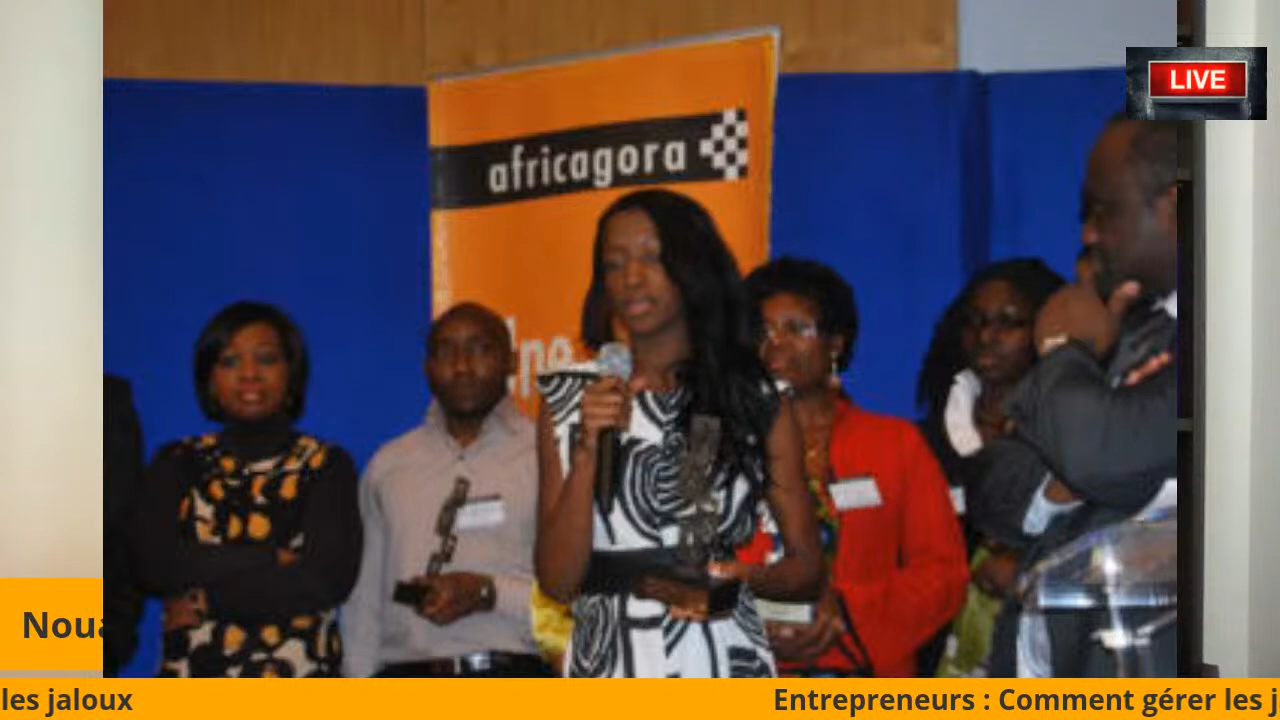 LIVE
africagora
Noua
les jaloux
Entrepreneurs : Comment gérer les j